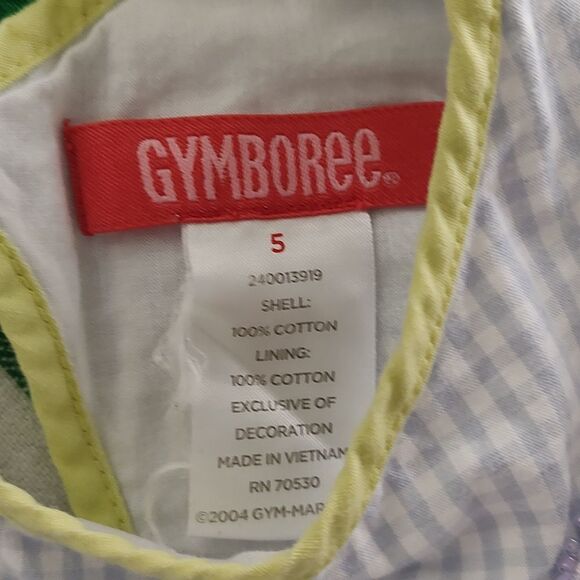 GYMBORee®
5
240013919
SHELL:
100% COTTON
LINING:
100% COTTON
EXCLUSIVE OF
DECORATION
MADE IN VIETNAM
RN 70530
©2004 GYM-MAR